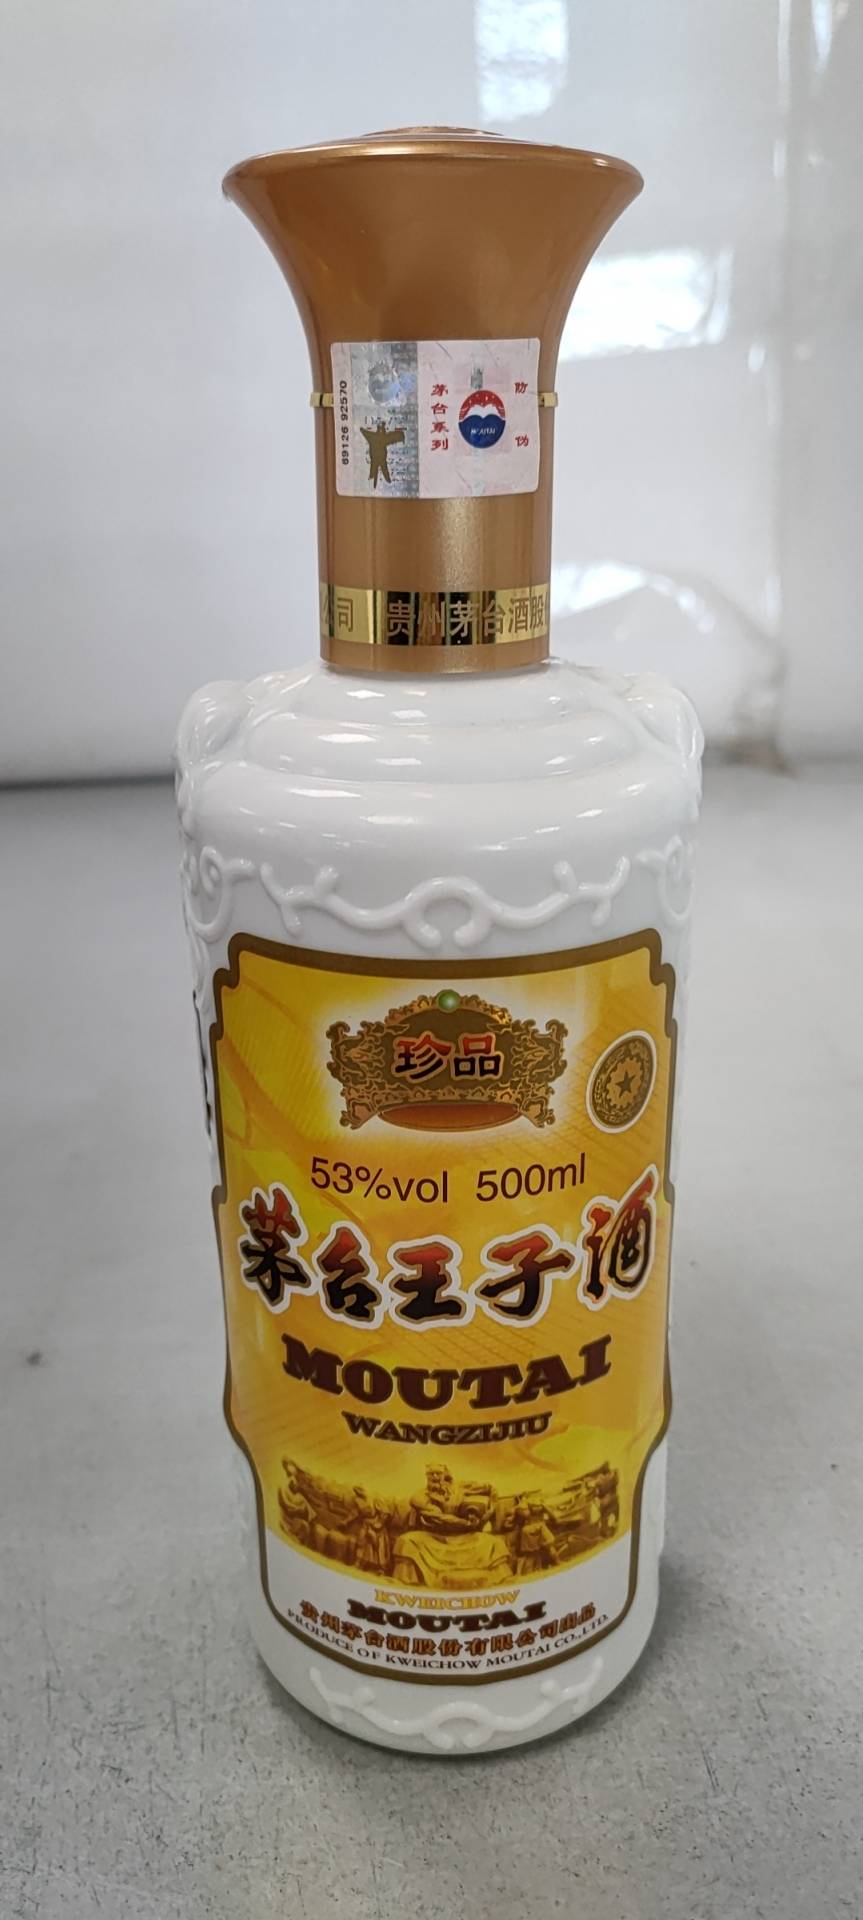 69126 92570
茅台系列
防伪
MOUTAI
公司 贵州茅台酒股
珍品
53%vol 500ml
茅台王子酒
MOUTAI
WANGZIJIU
KWEICHOW
MOUTAI
贵州茅台酒股份有限公司出品
PRODUCE OF KWEICHOW MOUTAI CO.,LTD.